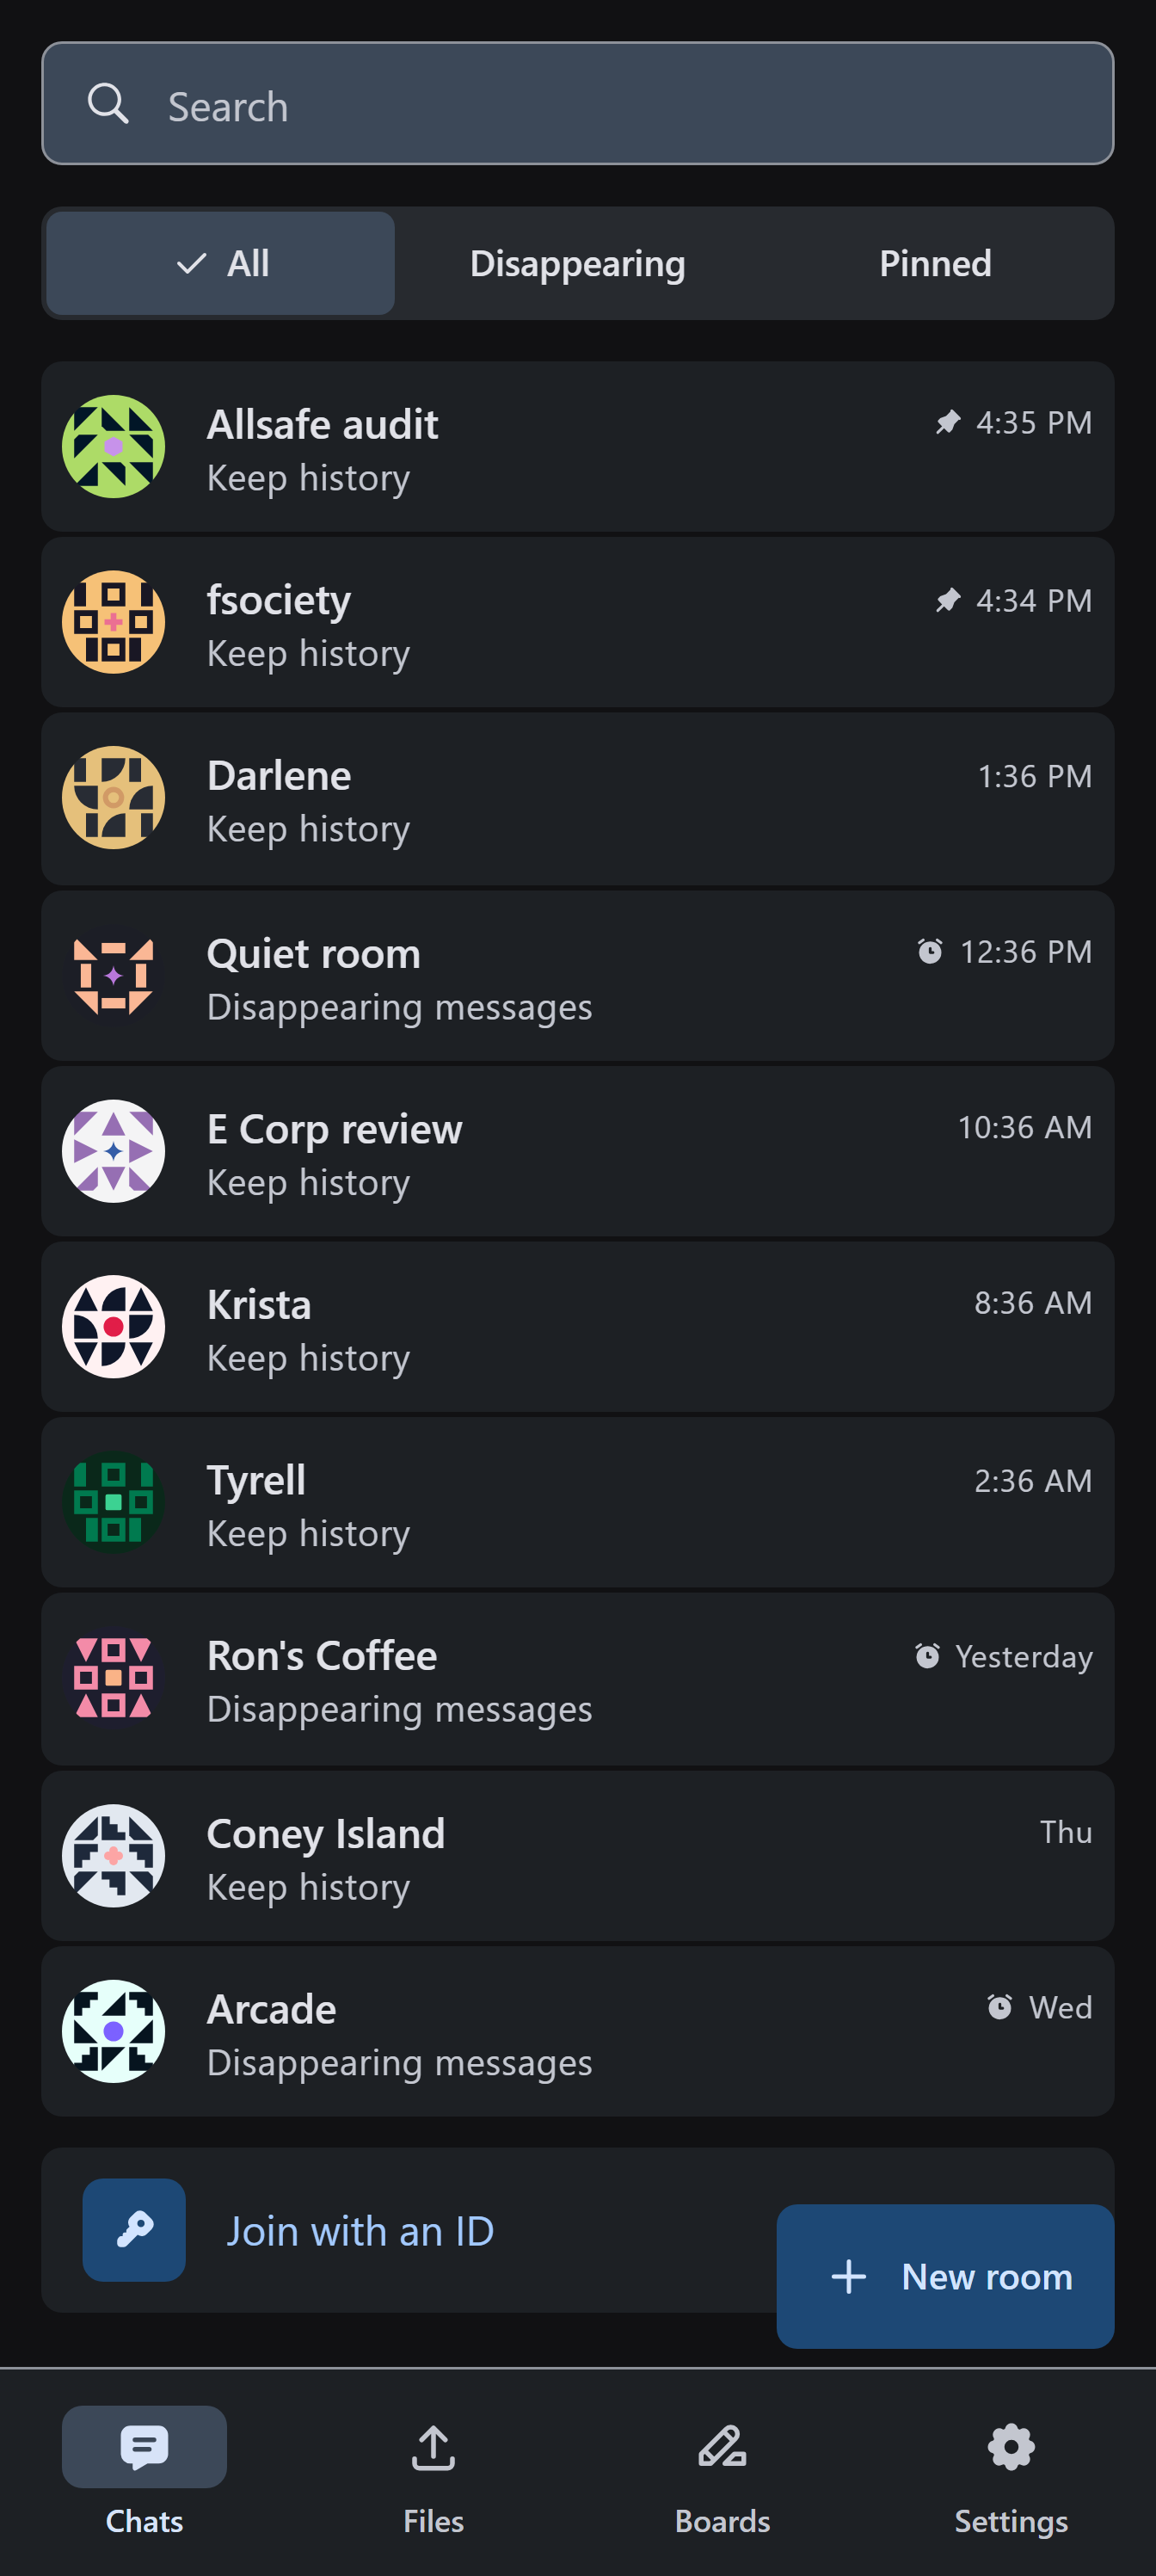 Search
All Disappearing Pinned
Allsafe audit 4:35 PM
Keep history
fsociety 4:34 PM
Keep history
Darlene 1:36 PM
Keep history
Quiet room 12:36 PM
Disappearing messages
E Corp review 10:36 AM
Keep history
Krista 8:36 AM
Keep history
Tyrell 2:36 AM
Keep history
Ron's Coffee Yesterday
Disappearing messages
Coney Island Thu
Keep history
Arcade Wed
Disappearing messages
Join with an ID
New room
Chats Files Boards Settings